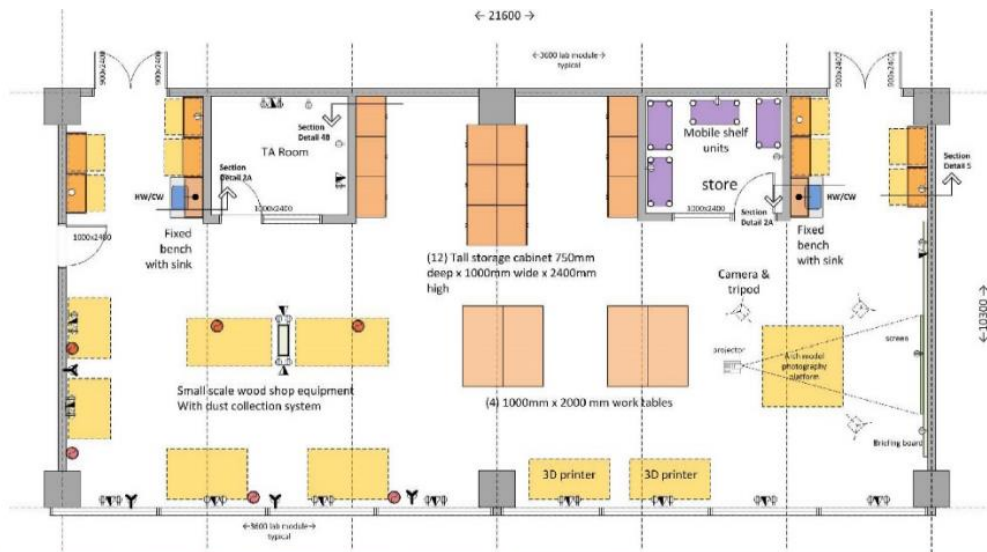 ← 21600 →
←3600 lab module→
typical
900x2400
900x2400
900x2400
900x2400
Section
Detail 4B
TA Room
Section
Detail 2A
Mobile shelf
units
store
Section
Detail 5
HW/CW
1000x2400
1000x2400
Section
Detail 2A
HW/CW
1000x2400
Fixed
bench
with sink
Fixed
bench
with sink
(12) Tall storage cabinet 750mm
deep x 1000mm wide x 2400mm
high
Camera &
tripod
←10300→
screen
projector
Arch model
photography
platform
Small scale wood shop equipment
With dust collection system
(4) 1000mm x 2000 mm work tables
Briefing board
3D printer
3D printer
←3600 lab module→
typical